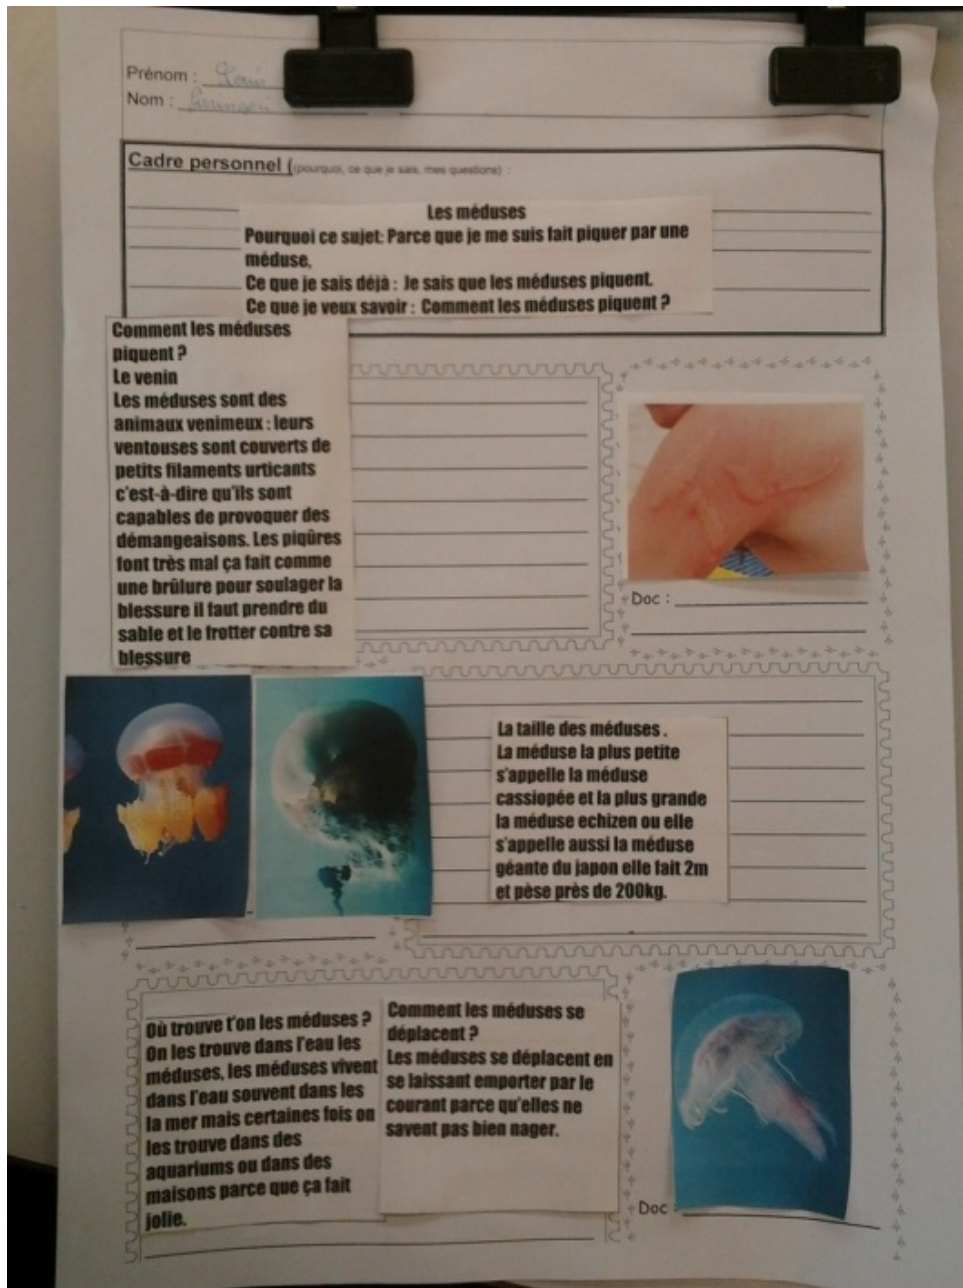 Prénom :
Nom :
Cadre personnel ((pourquoi, ce que je sais, mes questions) :
Les méduses
Pourquoi ce sujet: Parce que je me suis fait piquer par une
méduse.
Ce que je sais déjà : Je sais que les méduses piquent.
Ce que je veux savoir : Comment les méduses piquent ?
Comment les méduses
piquent ?
Le venin
Les méduses sont des
animaux venimeux : leurs
ventouses sont couverts de
petits filaments urticants
c'est-à-dire qu'ils sont
capables de provoquer des
démangeaisons. Les piqûres
font très mal ça fait comme
une brûlure pour soulager la
blessure il faut prendre du
sable et le frotter contre sa
blessure
Doc :
La taille des méduses .
La méduse la plus petite
s'appelle la méduse
cassiopée et la plus grande
la méduse echizen ou elle
s'appelle aussi la méduse
géante du japon elle fait 2m
et pèse près de 200kg.
Où trouve t'on les méduses ?
On les trouve dans l'eau les
méduses, les méduses vivent
dans l'eau souvent dans les
la mer mais certaines fois on
les trouve dans des
aquariums ou dans des
maisons parce que ça fait
jolie.
Comment les méduses se
déplacent ?
Les méduses se déplacent en
se laissant emporter par le
courant parce qu'elles ne
savent pas bien nager.
Doc :